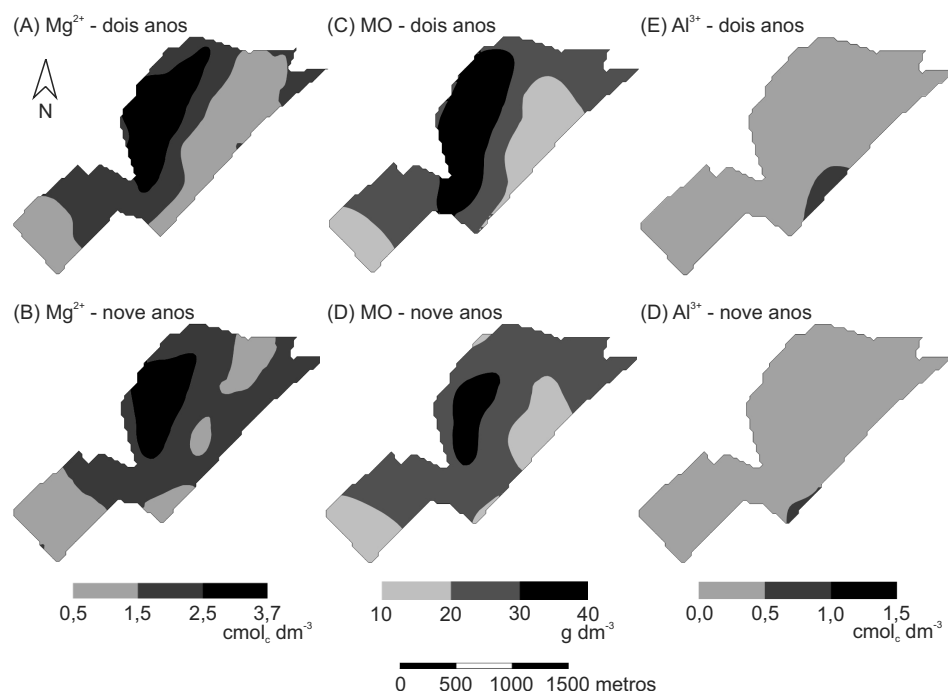 (A) Mg²⁺ - dois anos
(C) MO - dois anos
(E) Al³⁺ - dois anos
N
(B) Mg²⁺ - nove anos
(D) MO - nove anos
(D) Al³⁺ - nove anos
0,5 1,5 2,5 3,7
cmol꜀ dm⁻³
10 20 30 40
g dm⁻³
0,0 0,5 1,0 1,5
cmol꜀ dm⁻³
0 500 1000 1500 metros